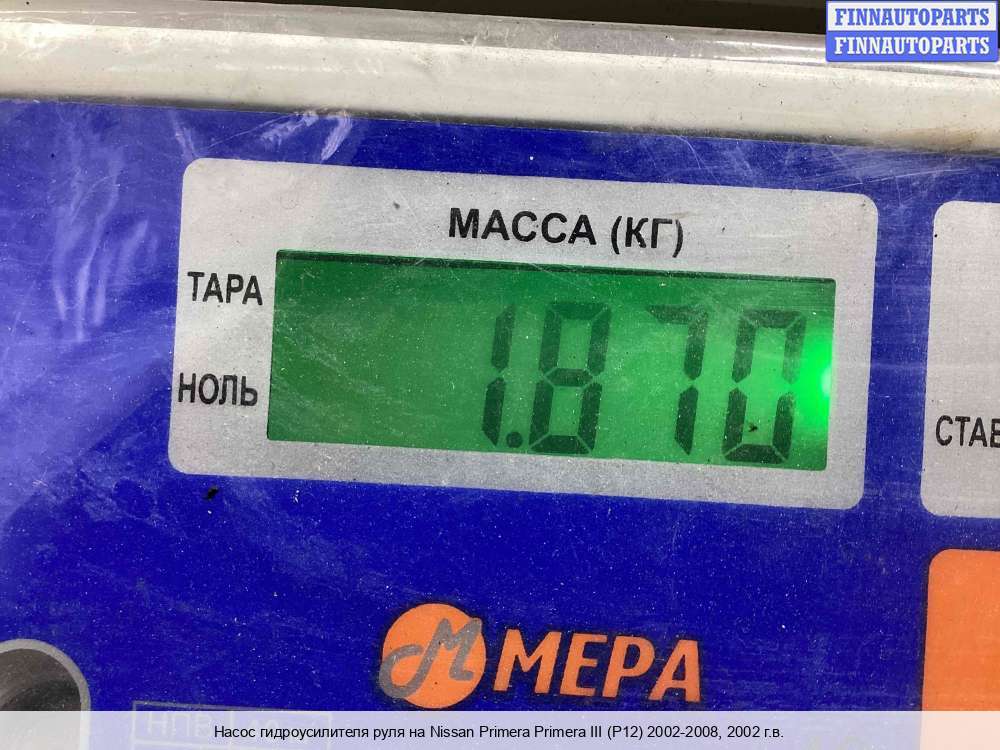 FINNAUTOPARTS
FINNAUTOPARTS
МАССА (КГ)
ТАРА
1.870
НОЛЬ
СТАВ
М МЕРА
НПВ
Насос гидроусилителя руля на Nissan Primera Primera III (P12) 2002-2008, 2002 г.в.